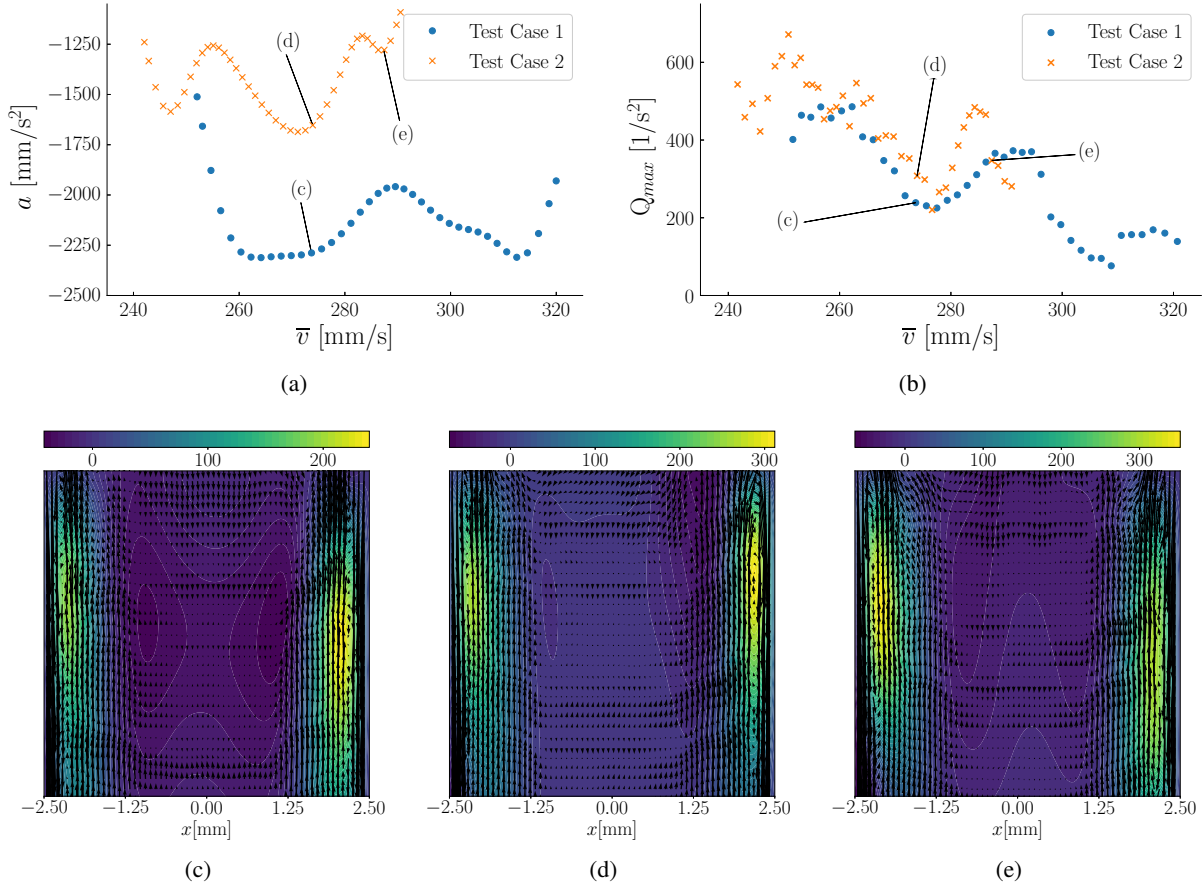 Test Case 1
Test Case 2
(d)
(e)
(c)
−1250
−1500
−1750
−2000
−2250
−2500
a [mm/s²]
240 260 280 300 320
v̅ [mm/s]
(a)
Test Case 1
Test Case 2
(d)
(e)
(c)
600
400
200
0
Qmax [1/s²]
240 260 280 300 320
v̅ [mm/s]
(b)
0 100 200
−2.50 −1.25 0.00 1.25 2.50
x[mm]
(c)
0 100 200 300
−2.50 −1.25 0.00 1.25 2.50
x[mm]
(d)
0 100 200 300
−2.50 −1.25 0.00 1.25 2.50
x[mm]
(e)